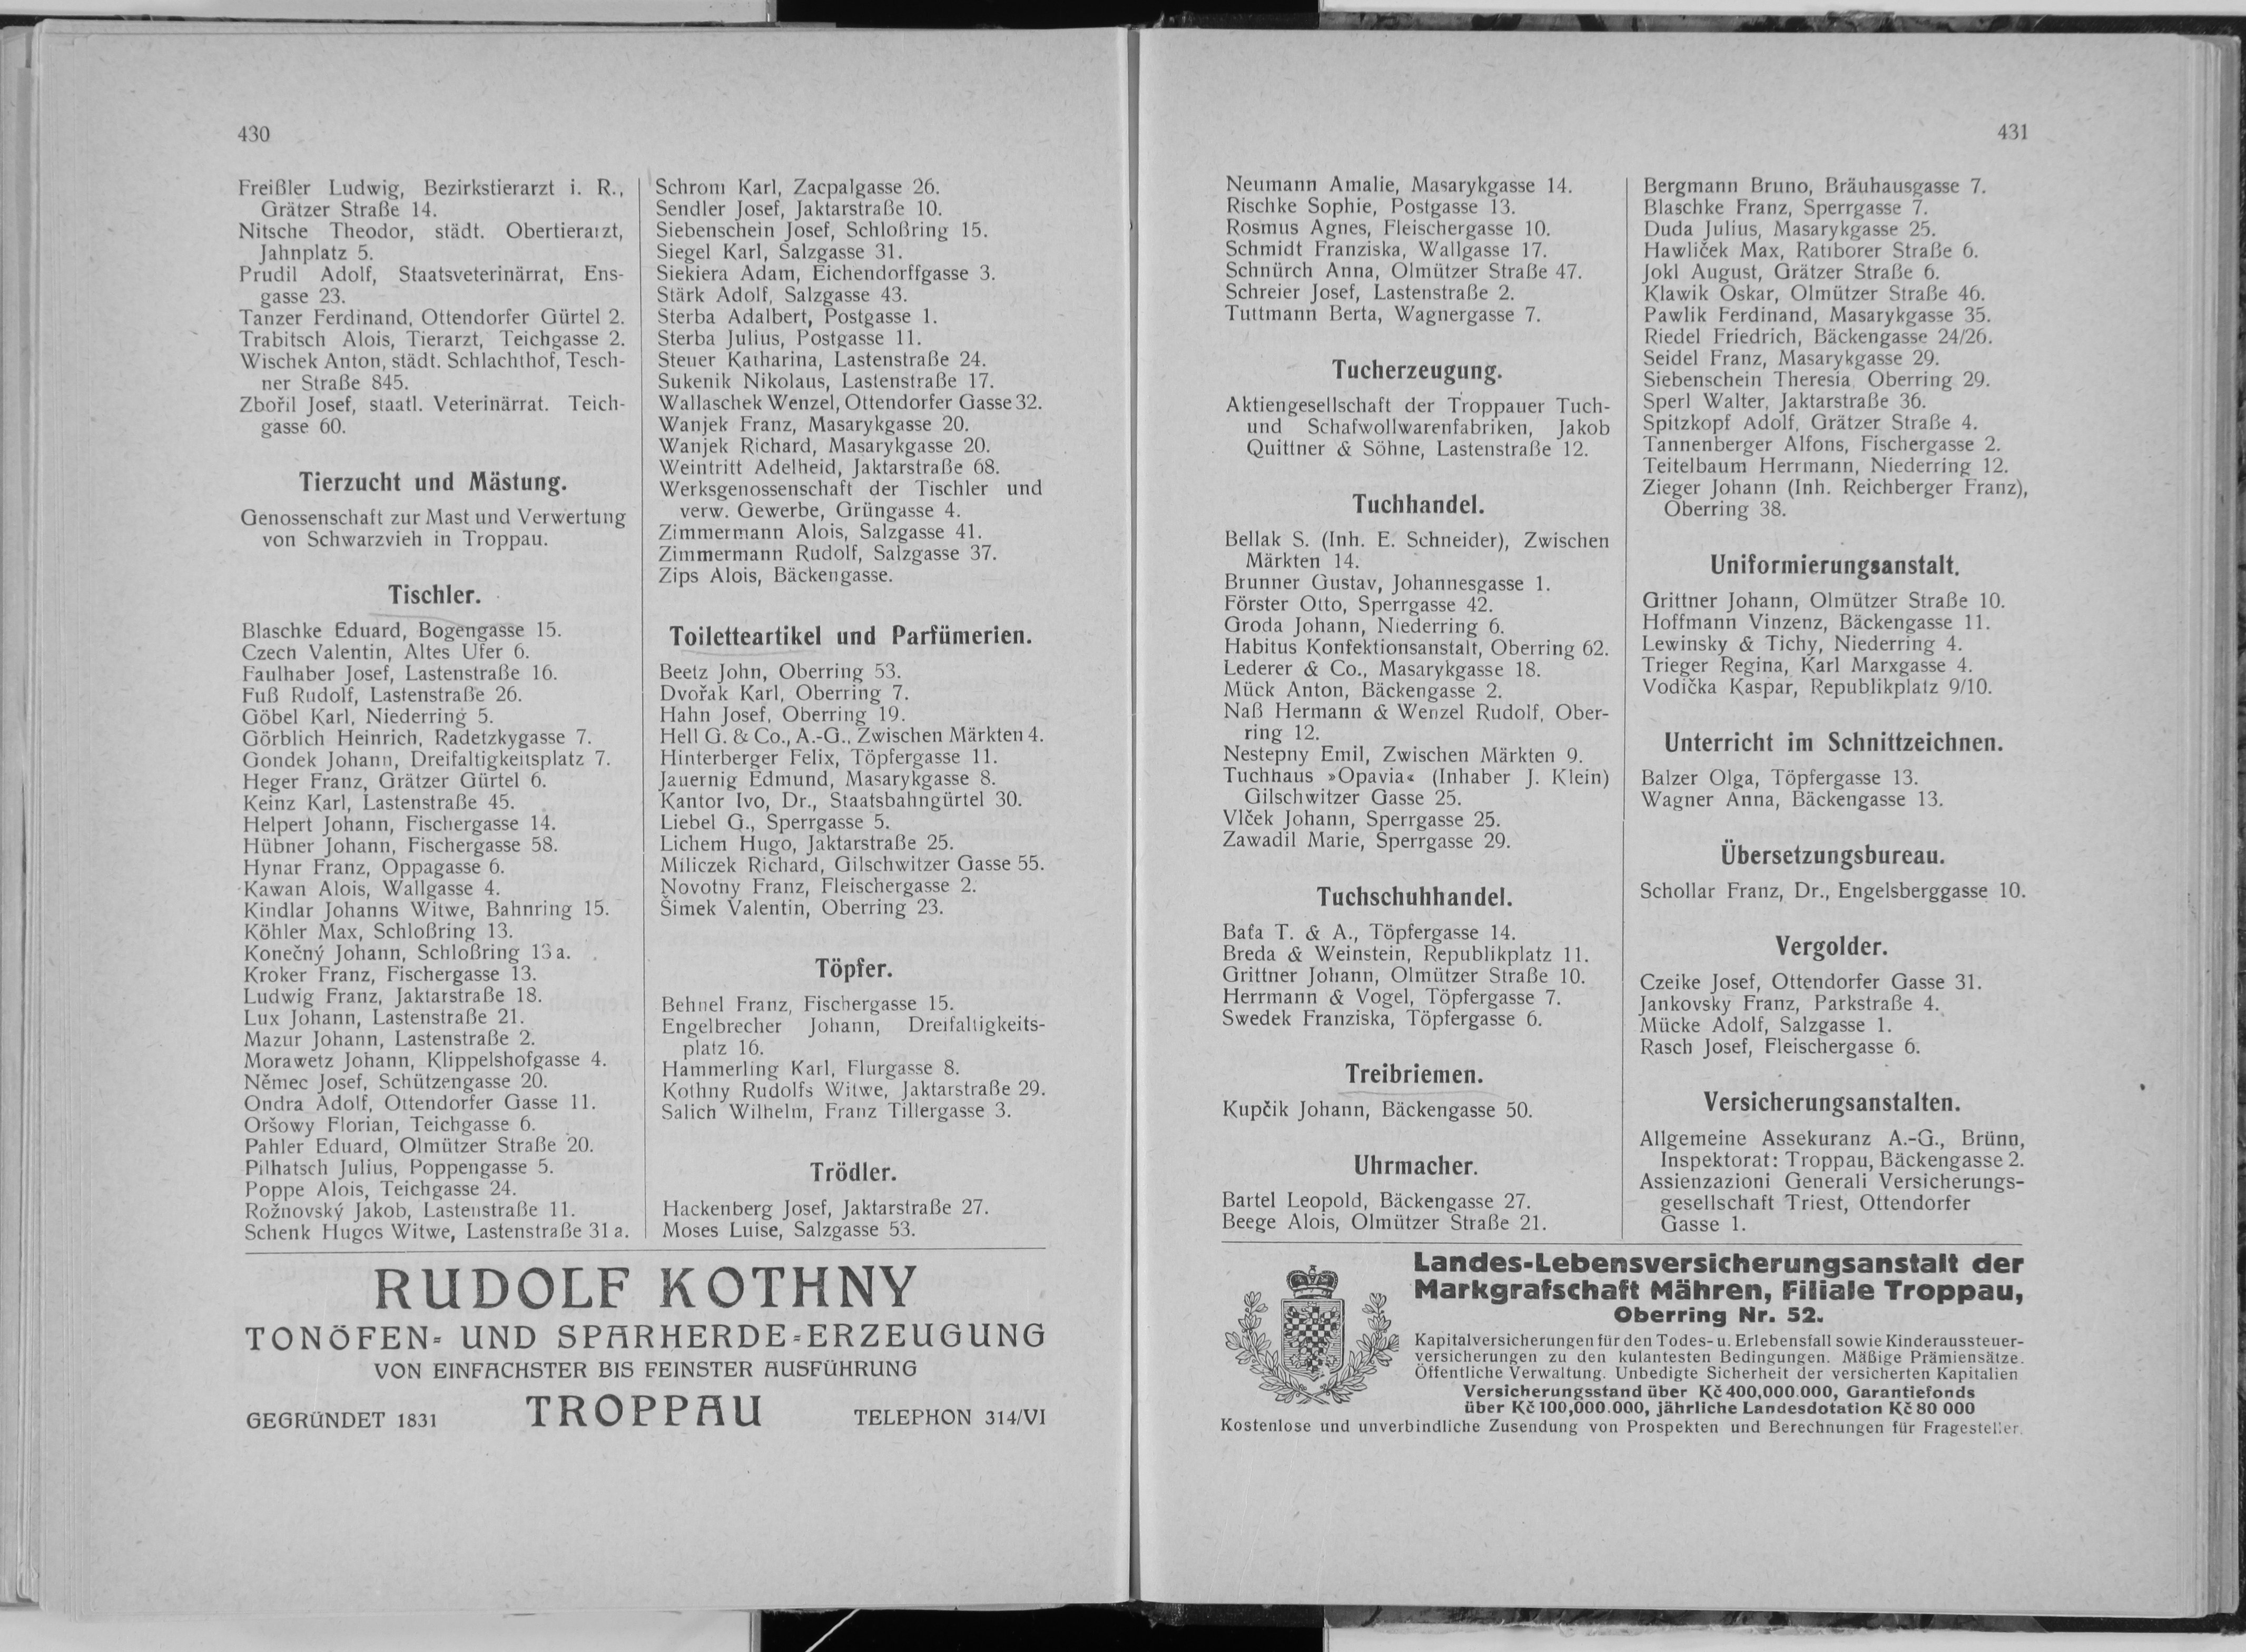 430
Freißler Ludwig, Bezirkstierarzt i. R.,
Grätzer Straße 14.
Nitsche Theodor, städt. Obertierarzt,
Jahnplatz 5.
Prudil Adolf, Staatsveterinärrat, Ens-
gasse 23.
Tanzer Ferdinand, Ottendorfer Gürtel 2.
Trabitsch Alois, Tierarzt, Teichgasse 2.
Wischek Anton, städt. Schlachthof, Tesch-
ner Straße 845.
Zbořil Josef, staatl. Veterinärrat. Teich-
gasse 60.
Tierzucht und Mästung.
Genossenschaft zur Mast und Verwertung
von Schwarzvieh in Troppau.
Tischler.
Blaschke Eduard, Bogengasse 15.
Czech Valentin, Altes Ufer 6.
Faulhaber Josef, Lastenstraße 16.
Fuß Rudolf, Lastenstraße 26.
Göbel Karl, Niederring 5.
Görblich Heinrich, Radetzkygasse 7.
Gondek Johann, Dreifaltigkeitsplatz 7.
Heger Franz, Grätzer Gürtel 6.
Keinz Karl, Lastenstraße 45.
Helpert Johann, Fischergasse 14.
Hübner Johann, Fischergasse 58.
Hynar Franz, Oppagasse 6.
Kawan Alois, Wallgasse 4.
Kindlar Johanns Witwe, Bahnring 15.
Köhler Max, Schloßring 13.
Konečný Johann, Schloßring 13a.
Kroker Franz, Fischergasse 13.
Ludwig Franz, Jaktarstraße 18.
Lux Johann, Lastenstraße 21.
Mazur Johann, Lastenstraße 2.
Morawetz Johann, Klippelshofgasse 4.
Němec Josef, Schützengasse 20.
Ondra Adolf, Ottendorfer Gasse 11.
Oršowy Florian, Teichgasse 6.
Pahler Eduard, Olmützer Straße 20.
Pilhatsch Julius, Poppengasse 5.
Poppe Alois, Teichgasse 24.
Rožnovský Jakob, Lastenstraße 11.
Schenk Hugos Witwe, Lastenstraße 31a.
Schrom Karl, Zacpalgasse 26.
Sendler Josef, Jaktarstraße 10.
Siebenschein Josef, Schloßring 15.
Siegel Karl, Salzgasse 31.
Siekiera Adam, Eichendorffgasse 3.
Stärk Adolf, Salzgasse 43.
Sterba Adalbert, Postgasse 1.
Sterba Julius, Postgasse 11.
Steuer Katharina, Lastenstraße 24.
Sukenik Nikolaus, Lastenstraße 17.
Wallaschek Wenzel, Ottendorfer Gasse 32.
Wanjek Franz, Masarykgasse 20.
Wanjek Richard, Masarykgasse 20.
Weintritt Adelheid, Jaktarstraße 68.
Werksgenossenschaft der Tischler und
verw. Gewerbe, Grüngasse 4.
Zimmermann Alois, Salzgasse 41.
Zimmermann Rudolf, Salzgasse 37.
Zips Alois, Bäckengasse.
Toiletteartikel und Parfümerien.
Beetz John, Oberring 53.
Dvořak Karl, Oberring 7.
Hahn Josef, Oberring 19.
Hell G. & Co., A.-G., Zwischen Märkten 4.
Hinterberger Felix, Töpfergasse 11.
Jauernig Edmund, Masarykgasse 8.
Kantor Ivo, Dr., Staatsbahngürtel 30.
Liebel G., Sperrgasse 5.
Lichem Hugo, Jaktarstraße 25.
Miliczek Richard, Gilschwitzer Gasse 55.
Novotny Franz, Fleischergasse 2.
Šimek Valentin, Oberring 23.
Töpfer.
Behnel Franz, Fischergasse 15.
Engelbrecher Johann, Dreifaltigkeits-
platz 16.
Hammerling Karl, Flurgasse 8.
Kothny Rudolfs Witwe, Jaktarstraße 29.
Salich Wilhelm, Franz Tillergasse 3.
Trödler.
Hackenberg Josef, Jaktarstraße 27.
Moses Luise, Salzgasse 53.
RUDOLF KOTHNY
TONÖFEN- UND SPARHERDE-ERZEUGUNG
VON EINFACHSTER BIS FEINSTER AUSFÜHRUNG
GEGRÜNDET 1831 TROPPAU TELEPHON 314/VI
431
Neumann Amalie, Masarykgasse 14.
Rischke Sophie, Postgasse 13.
Rosmus Agnes, Fleischergasse 10.
Schmidt Franziska, Wallgasse 17.
Schnürch Anna, Olmützer Straße 47.
Schreier Josef, Lastenstraße 2.
Tuttmann Berta, Wagnergasse 7.
Tucherzeugung.
Aktiengesellschaft der Troppauer Tuch-
und Schafwollwarenfabriken, Jakob
Quittner & Söhne, Lastenstraße 12.
Tuchhandel.
Bellak S. (Inh. E. Schneider), Zwischen
Märkten 14.
Brunner Gustav, Johannesgasse 1.
Förster Otto, Sperrgasse 42.
Groda Johann, Niederring 6.
Habitus Konfektionsanstalt, Oberring 62.
Lederer & Co., Masarykgasse 18.
Mück Anton, Bäckengasse 2.
Naß Hermann & Wenzel Rudolf, Ober-
ring 12.
Nestepny Emil, Zwischen Märkten 9.
Tuchhaus »Opavia« (Inhaber J. Klein)
Gilschwitzer Gasse 25.
Vlček Johann, Sperrgasse 25.
Zawadil Marie, Sperrgasse 29.
Tuchschuhhandel.
Bafa T. & A., Töpfergasse 14.
Breda & Weinstein, Republikplatz 11.
Grittner Johann, Olmützer Straße 10.
Herrmann & Vogel, Töpfergasse 7.
Swedek Franziska, Töpfergasse 6.
Treibriemen.
Kupčik Johann, Bäckengasse 50.
Uhrmacher.
Bartel Leopold, Bäckengasse 27.
Beege Alois, Olmützer Straße 21.
Bergmann Bruno, Bräuhausgasse 7.
Blaschke Franz, Sperrgasse 7.
Duda Julius, Masarykgasse 25.
Hawliček Max, Ratiborer Straße 6.
Jokl August, Grätzer Straße 6.
Klawik Oskar, Olmützer Straße 46.
Pawlik Ferdinand, Masarykgasse 35.
Riedel Friedrich, Bäckengasse 24/26.
Seidel Franz, Masarykgasse 29.
Siebenschein Theresia, Oberring 29.
Sperl Walter, Jaktarstraße 36.
Spitzkopf Adolf, Grätzer Straße 4.
Tannenberger Alfons, Fischergasse 2.
Teitelbaum Herrmann, Niederring 12.
Zieger Johann (Inh. Reichberger Franz),
Oberring 38.
Uniformierungsanstalt.
Grittner Johann, Olmützer Straße 10.
Hoffmann Vinzenz, Bäckengasse 11.
Lewinsky & Tichy, Niederring 4.
Trieger Regina, Karl Marxgasse 4.
Vodička Kaspar, Republikplatz 9/10.
Unterricht im Schnittzeichnen.
Balzer Olga, Töpfergasse 13.
Wagner Anna, Bäckengasse 13.
Übersetzungsbureau.
Schollar Franz, Dr., Engelsberggasse 10.
Vergolder.
Czeike Josef, Ottendorfer Gasse 31.
Jankovsky Franz, Parkstraße 4.
Mücke Adolf, Salzgasse 1.
Rasch Josef, Fleischergasse 6.
Versicherungsanstalten.
Allgemeine Assekuranz A.-G., Brünn,
Inspektorat: Troppau, Bäckengasse 2.
Assienzazioni Generali Versicherungs-
gesellschaft Triest, Ottendorfer
Gasse 1.
Landes-Lebensversicherungsanstalt der
Markgrafschaft Mähren, Filiale Troppau,
Oberring Nr. 52.
Kapitalversicherungen für den Todes- u. Erlebensfall sowie Kinderaussteuer-
versicherungen zu den kulantesten Bedingungen. Mäßige Prämiensätze.
Öffentliche Verwaltung. Unbedigte Sicherheit der versicherten Kapitalien
Versicherungsstand über Kč 400,000.000, Garantiefonds
über Kč 100,000.000, jährliche Landesdotation Kč 80 000
Kostenlose und unverbindliche Zusendung von Prospekten und Berechnungen für Fragesteller.